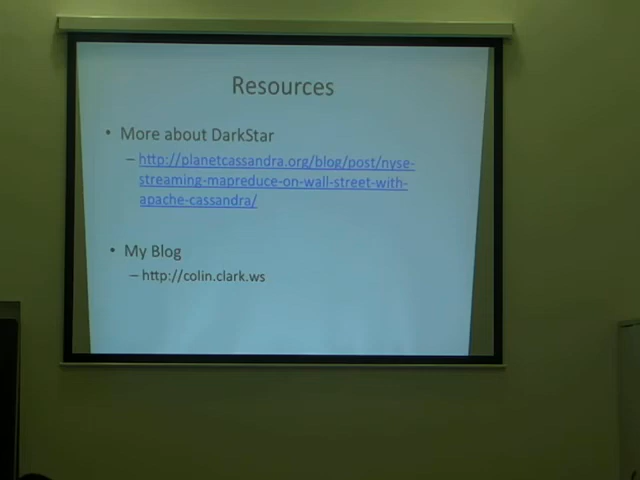 Resources
• More about DarkStar
– http://planetcassandra.org/blog/post/nyse-
streaming-mapreduce-on-wall-street-with-
apache-cassandra/
• My Blog
– http://colin.clark.ws